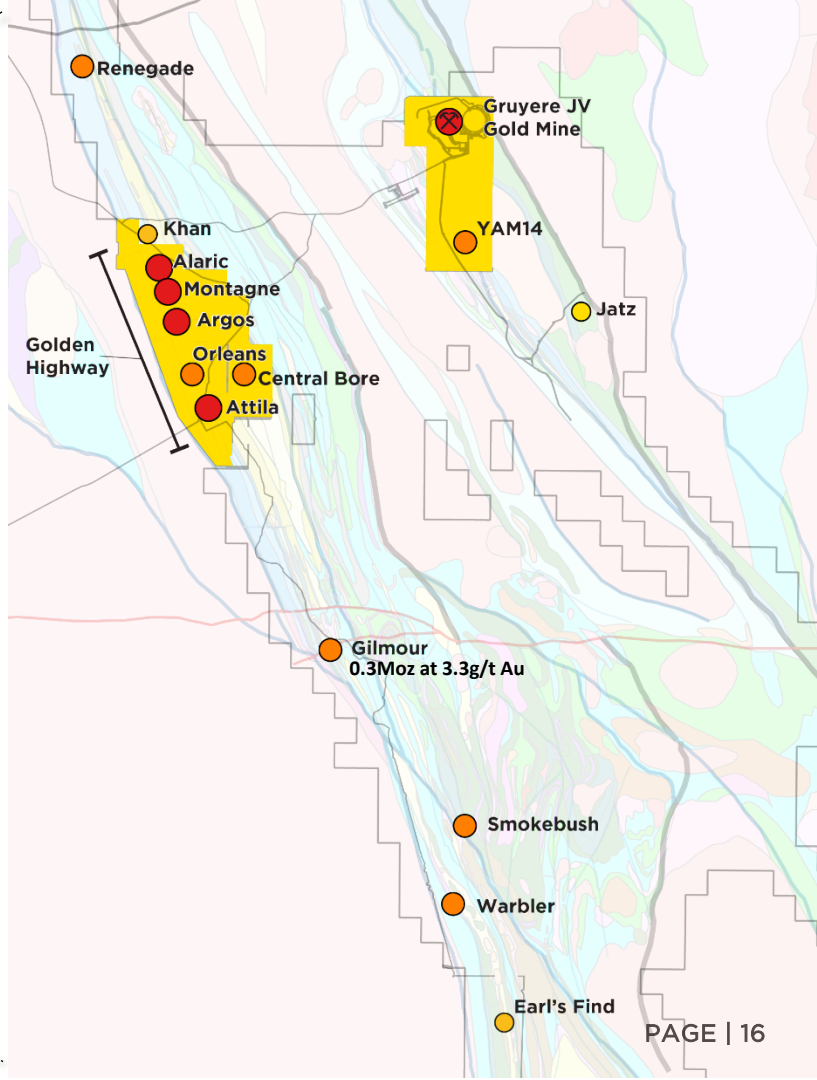 Renegade
Gruyere JV
Gold Mine
Khan
YAM14
Alaric
Montagne
Jatz
Argos
Golden
Highway
Orleans
Central Bore
Attila
Gilmour
0.3Moz at 3.3g/t Au
Smokebush
Warbler
Earl's Find
PAGE | 16